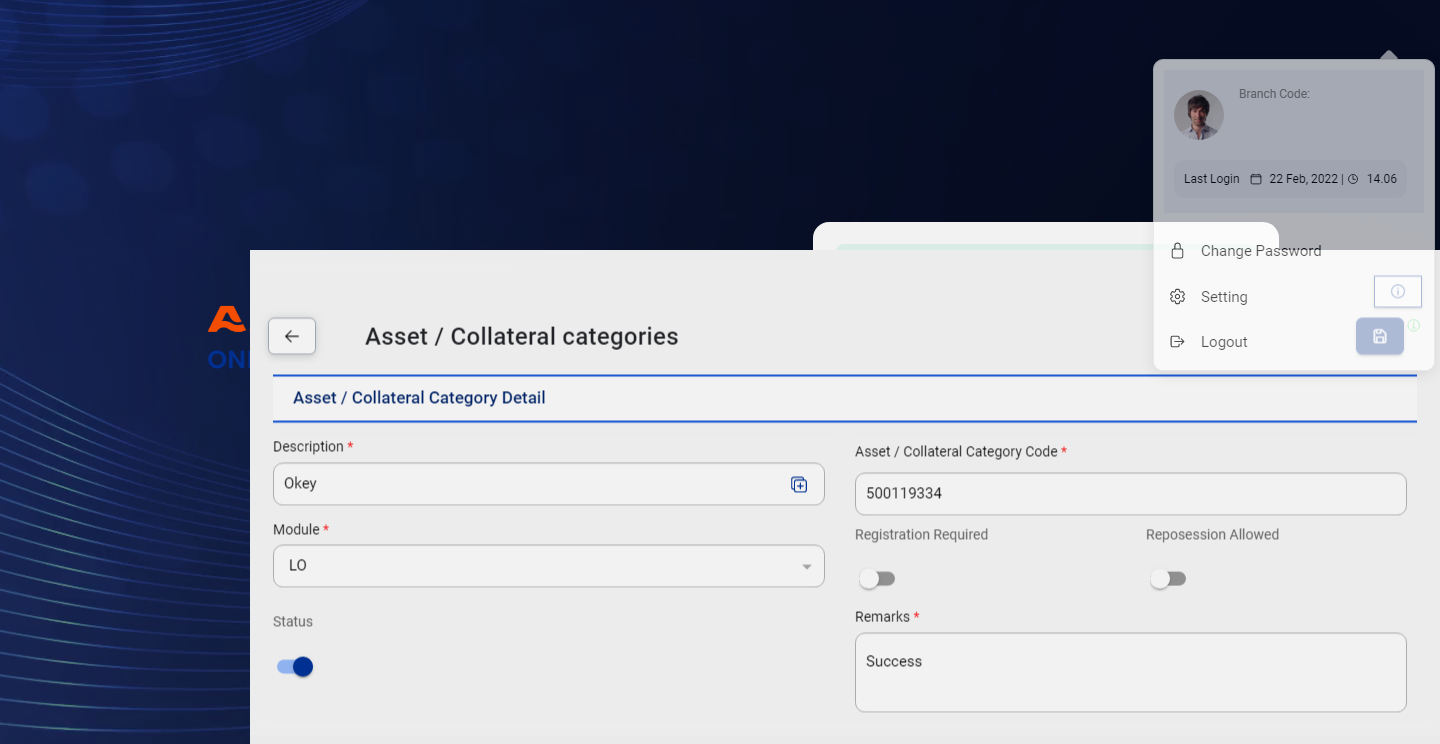 Branch Code:
Last Login 22 Feb, 2022 | 14.06
Change Password
Setting
Logout
A
ON
Asset / Collateral categories
Asset / Collateral Category Detail
Description *
Okey
Module *
LO
Status
Asset / Collateral Category Code *
500119334
Registration Required
Reposession Allowed
Remarks *
Success